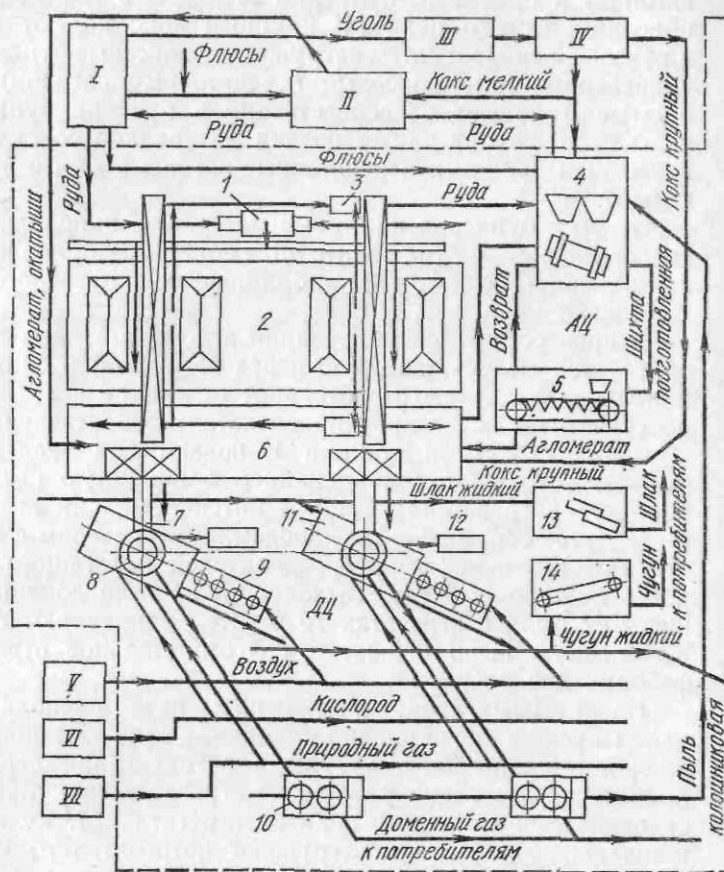 Уголь
III
IV
Флюсы
I
II
Кокс мелкий
Руда
Руда
Кокс крупный
Флюсы
Руда
1
3
Руда
4
Агломерат, окатыши
2
Возврат
АЦ
Шихта подготовленная
5
Агломерат
6
Кокс крупный
Шлак жидкий
7
11
12
13
Шлак
8
9
14
Чугун
к потребителям
ДЦ
Чугун жидкий
Воздух
V
Кислород
VI
Природный газ
VII
10
Пыль колошниковая
Доменный газ
к потребителям